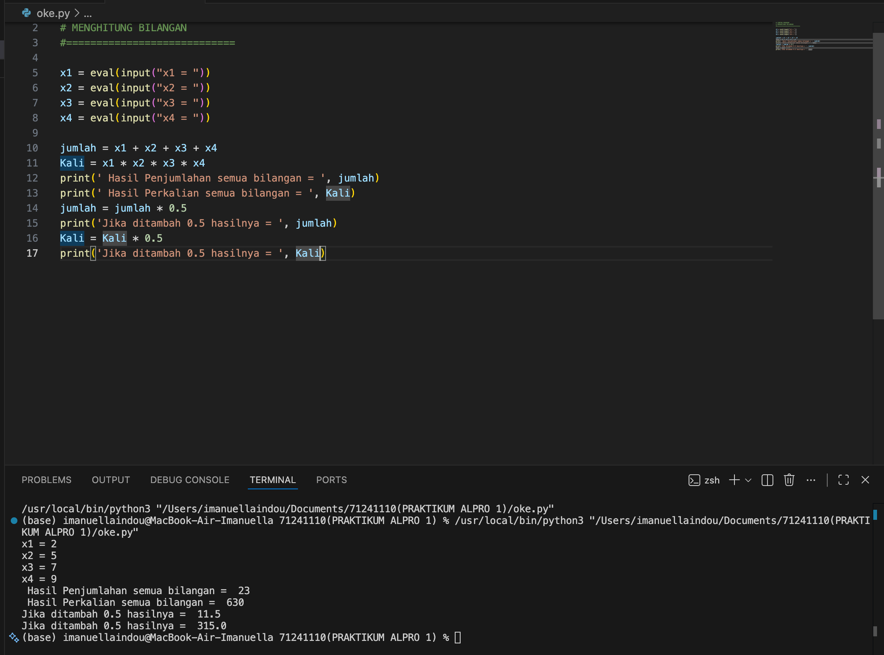 oke.py > ...
2 # MENGHITUNG BILANGAN
3 #============================
4
5 x1 = eval(input("x1 = "))
6 x2 = eval(input("x2 = "))
7 x3 = eval(input("x3 = "))
8 x4 = eval(input("x4 = "))
9
10 jumlah = x1 + x2 + x3 + x4
11 Kali = x1 * x2 * x3 * x4
12 print(' Hasil Penjumlahan semua bilangan = ', jumlah)
13 print(' Hasil Perkalian semua bilangan = ', Kali)
14 jumlah = jumlah * 0.5
15 print('Jika ditambah 0.5 hasilnya = ', jumlah)
16 Kali = Kali * 0.5
17 print('Jika ditambah 0.5 hasilnya = ', Kali)
PROBLEMS OUTPUT DEBUG CONSOLE TERMINAL PORTS zsh
/usr/local/bin/python3 "/Users/imanuellaindou/Documents/71241110(PRAKTIKUM ALPRO 1)/oke.py"
(base) imanuellaindou@MacBook-Air-Imanuella 71241110(PRAKTIKUM ALPRO 1) % /usr/local/bin/python3 "/Users/imanuellaindou/Documents/71241110(PRAKTI
KUM ALPRO 1)/oke.py"
x1 = 2
x2 = 5
x3 = 7
x4 = 9
 Hasil Penjumlahan semua bilangan =  23
 Hasil Perkalian semua bilangan =  630
Jika ditambah 0.5 hasilnya =  11.5
Jika ditambah 0.5 hasilnya =  315.0
(base) imanuellaindou@MacBook-Air-Imanuella 71241110(PRAKTIKUM ALPRO 1) %